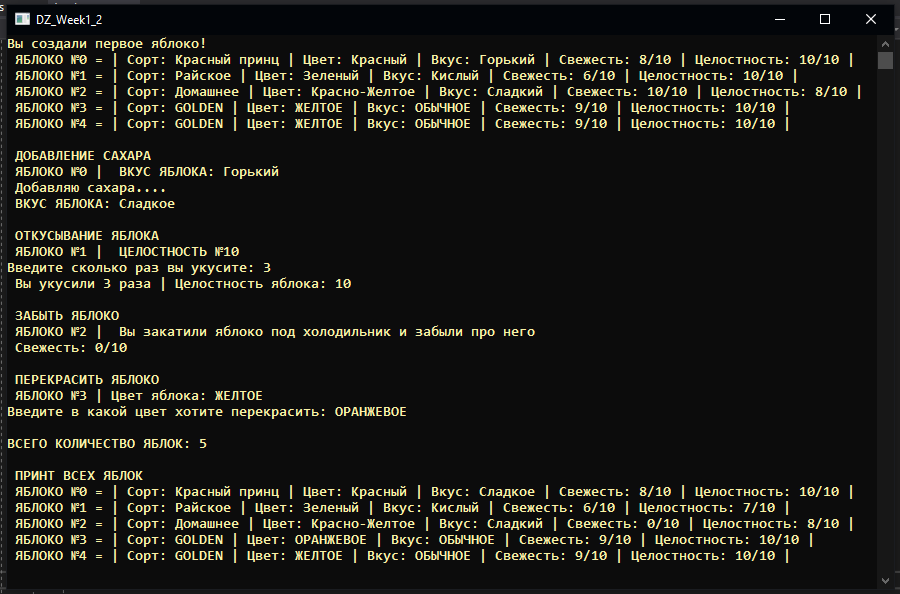 DZ_Week1_2
Вы создали первое яблоко!
ЯБЛОКО №0 = | Сорт: Красный принц | Цвет: Красный | Вкус: Горький | Свежесть: 8/10 | Целостность: 10/10 |
ЯБЛОКО №1 = | Сорт: Райское | Цвет: Зеленый | Вкус: Кислый | Свежесть: 6/10 | Целостность: 10/10 |
ЯБЛОКО №2 = | Сорт: Домашнее | Цвет: Красно-Желтое | Вкус: Сладкий | Свежесть: 10/10 | Целостность: 8/10 |
ЯБЛОКО №3 = | Сорт: GOLDEN | Цвет: ЖЕЛТОЕ | Вкус: ОБЫЧНОЕ | Свежесть: 9/10 | Целостность: 10/10 |
ЯБЛОКО №4 = | Сорт: GOLDEN | Цвет: ЖЕЛТОЕ | Вкус: ОБЫЧНОЕ | Свежесть: 9/10 | Целостность: 10/10 |
ДОБАВЛЕНИЕ САХАРА
ЯБЛОКО №0 |  ВКУС ЯБЛОКА: Горький
Добавляю сахара....
ВКУС ЯБЛОКА: Сладкое
ОТКУСЫВАНИЕ ЯБЛОКА
ЯБЛОКО №1 |  ЦЕЛОСТНОСТЬ №10
Введите сколько раз вы укусите: 3
Вы укусили 3 раза | Целостность яблока: 10
ЗАБЫТЬ ЯБЛОКО
ЯБЛОКО №2 |  Вы закатили яблоко под холодильник и забыли про него
Свежесть: 0/10
ПЕРЕКРАСИТЬ ЯБЛОКО
ЯБЛОКО №3 | Цвет яблока: ЖЕЛТОЕ
Введите в какой цвет хотите перекрасить: ОРАНЖЕВОЕ
ВСЕГО КОЛИЧЕСТВО ЯБЛОК: 5
ПРИНТ ВСЕХ ЯБЛОК
ЯБЛОКО №0 = | Сорт: Красный принц | Цвет: Красный | Вкус: Сладкое | Свежесть: 8/10 | Целостность: 10/10 |
ЯБЛОКО №1 = | Сорт: Райское | Цвет: Зеленый | Вкус: Кислый | Свежесть: 6/10 | Целостность: 7/10 |
ЯБЛОКО №2 = | Сорт: Домашнее | Цвет: Красно-Желтое | Вкус: Сладкий | Свежесть: 0/10 | Целостность: 8/10 |
ЯБЛОКО №3 = | Сорт: GOLDEN | Цвет: ОРАНЖЕВОЕ | Вкус: ОБЫЧНОЕ | Свежесть: 9/10 | Целостность: 10/10 |
ЯБЛОКО №4 = | Сорт: GOLDEN | Цвет: ЖЕЛТОЕ | Вкус: ОБЫЧНОЕ | Свежесть: 9/10 | Целостность: 10/10 |